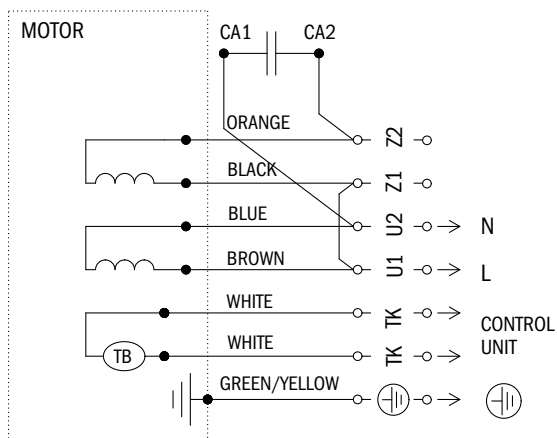 MOTOR
CA1 CA2
ORANGE Z2
BLACK Z1
BLUE U2 N
BROWN U1 L
WHITE TK
CONTROL
UNIT
WHITE TK
TB
GREEN/YELLOW